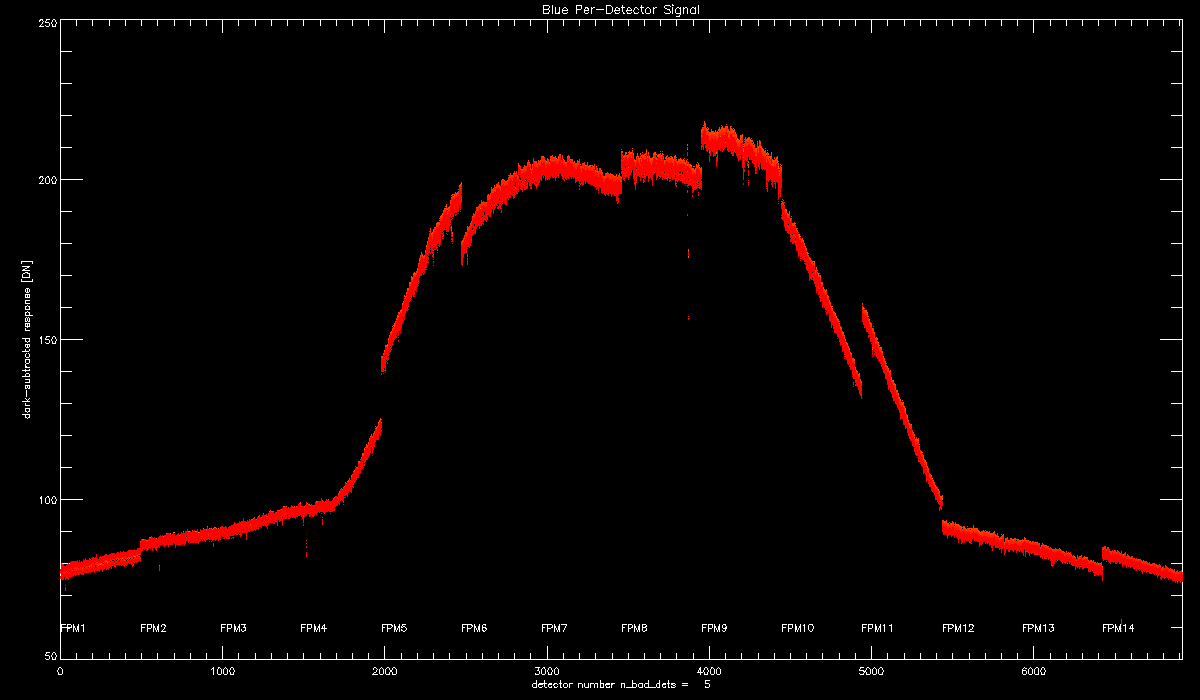 Blue Per-Detector Signal
250
200
150
100
50
dark-subtracted response [DN]
FPM1 FPM2 FPM3 FPM4 FPM5 FPM6 FPM7 FPM8 FPM9 FPM10 FPM11 FPM12 FPM13 FPM14
0 1000 2000 3000 4000 5000 6000
detector number n_bad_dets = 5